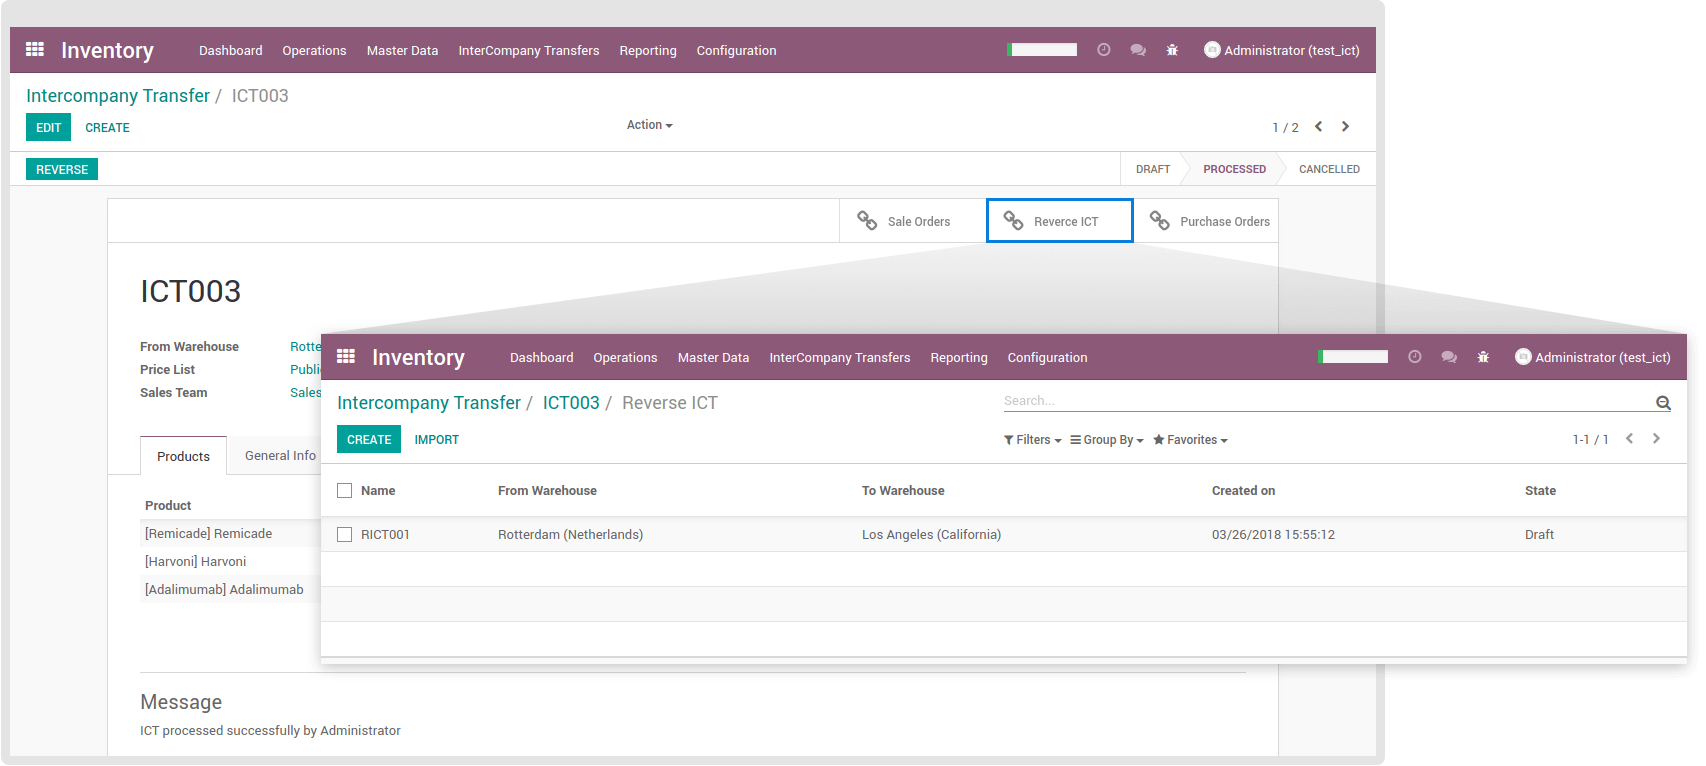 Inventory Dashboard Operations Master Data InterCompany Transfers Reporting Configuration Administrator (test_ict)
Intercompany Transfer / ICT003
EDIT CREATE Action 1 / 2
REVERSE DRAFT PROCESSED CANCELLED
Sale Orders Reverce ICT Purchase Orders
ICT003
From Warehouse Rotte
Price List Public
Sales Team Sales
Products General Info
Product
[Remicade] Remicade
[Harvoni] Harvoni
[Adalimumab] Adalimumab
Message
ICT processed successfully by Administrator
Inventory Dashboard Operations Master Data InterCompany Transfers Reporting Configuration Administrator (test_ict)
Intercompany Transfer / ICT003 / Reverse ICT Search...
CREATE IMPORT Filters Group By Favorites 1-1 / 1
Name From Warehouse To Warehouse Created on State
RICT001 Rotterdam (Netherlands) Los Angeles (California) 03/26/2018 15:55:12 Draft